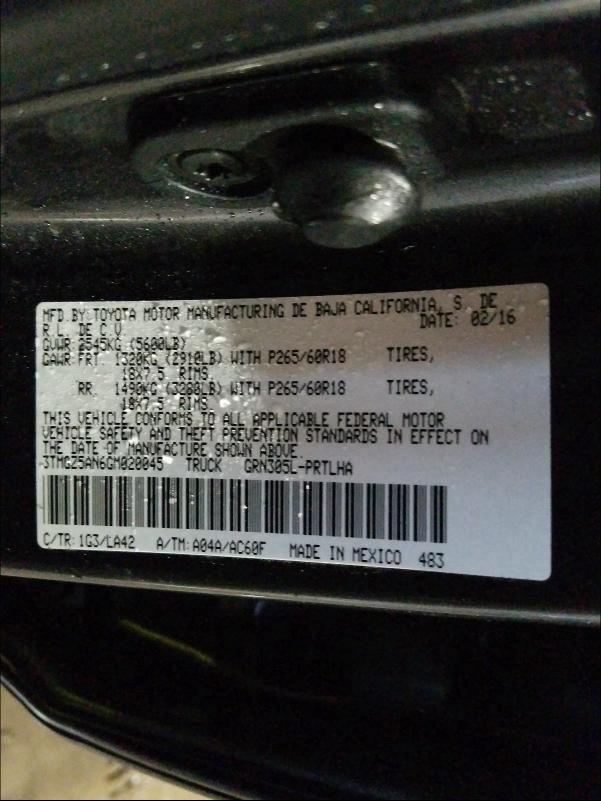 MFD.BY:TOYOTA MOTOR MANUFACTURING DE BAJA CALIFORNIA, S. DE
R.L. DE C.V. DATE: 02/16
GVWR:2545KG (5600LB)
GAWR:FRT. 1320KG (2910LB) WITH P265/60R18 TIRES,
18X7.5 RIMS,
RR. 1490KG (3280LB) WITH P265/60R18 TIRES,
18X7.5 RIMS,
THIS VEHICLE CONFORMS TO ALL APPLICABLE FEDERAL MOTOR
VEHICLE SAFETY AND THEFT PREVENTION STANDARDS IN EFFECT ON
THE DATE OF MANUFACTURE SHOWN ABOVE.
3TMGZ5AN6GM020045 TRUCK GRN305L-PRTLHA
C/TR:1G3/LA42 A/TM:A04A/AC60F MADE IN MEXICO 483